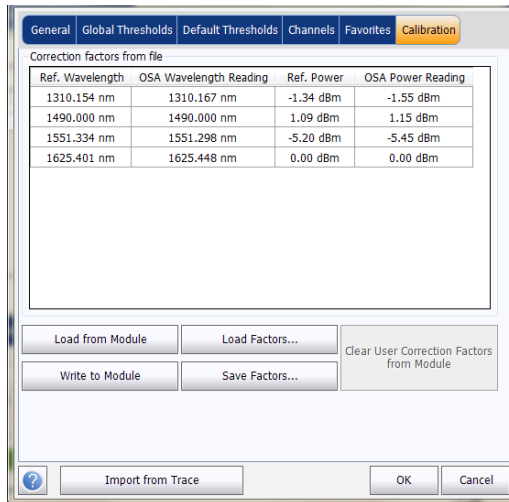 General Global Thresholds Default Thresholds Channels Favorites Calibration
Correction factors from file
Ref. Wavelength OSA Wavelength Reading Ref. Power OSA Power Reading
1310.154 nm 1310.167 nm -1.34 dBm -1.55 dBm
1490.000 nm 1490.000 nm 1.09 dBm 1.15 dBm
1551.334 nm 1551.298 nm -5.20 dBm -5.45 dBm
1625.401 nm 1625.448 nm 0.00 dBm 0.00 dBm
Load from Module Load Factors... Clear User Correction Factors
from Module
Write to Module Save Factors...
? Import from Trace OK Cancel